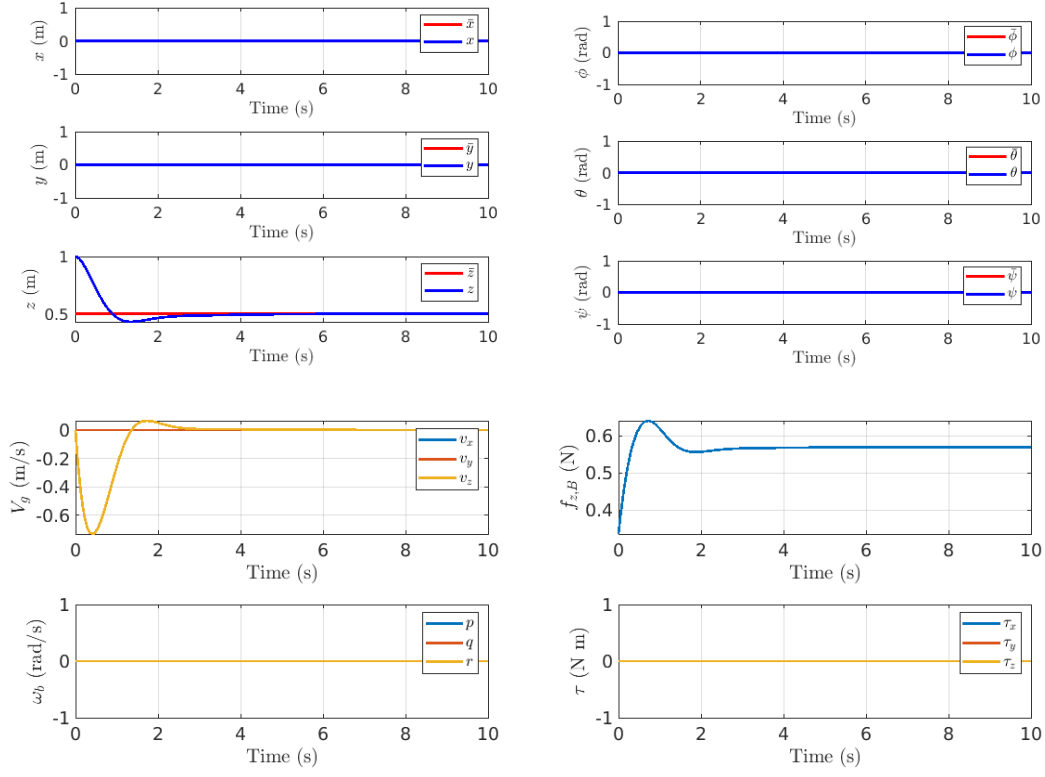 x (m)
1
0
-1
x̄
x
0 2 4 6 8 10
Time (s)
y (m)
1
0
-1
ȳ
y
0 2 4 6 8 10
Time (s)
z (m)
1
0.5
z̄
z
0 2 4 6 8 10
Time (s)
ϕ (rad)
1
0
-1
ϕ̄
ϕ
0 2 4 6 8 10
Time (s)
θ (rad)
1
0
-1
θ̄
θ
0 2 4 6 8 10
Time (s)
ψ (rad)
1
0
-1
ψ̄
ψ
0 2 4 6 8 10
Time (s)
V_g (m/s)
0
-0.2
-0.4
-0.6
v_x
v_y
v_z
0 2 4 6 8 10
Time (s)
f_{z,B} (N)
0.6
0.5
0.4
0 2 4 6 8 10
Time (s)
ω_b (rad/s)
1
0
-1
p
q
r
0 2 4 6 8 10
Time (s)
τ (N m)
1
0
-1
τ_x
τ_y
τ_z
0 2 4 6 8 10
Time (s)